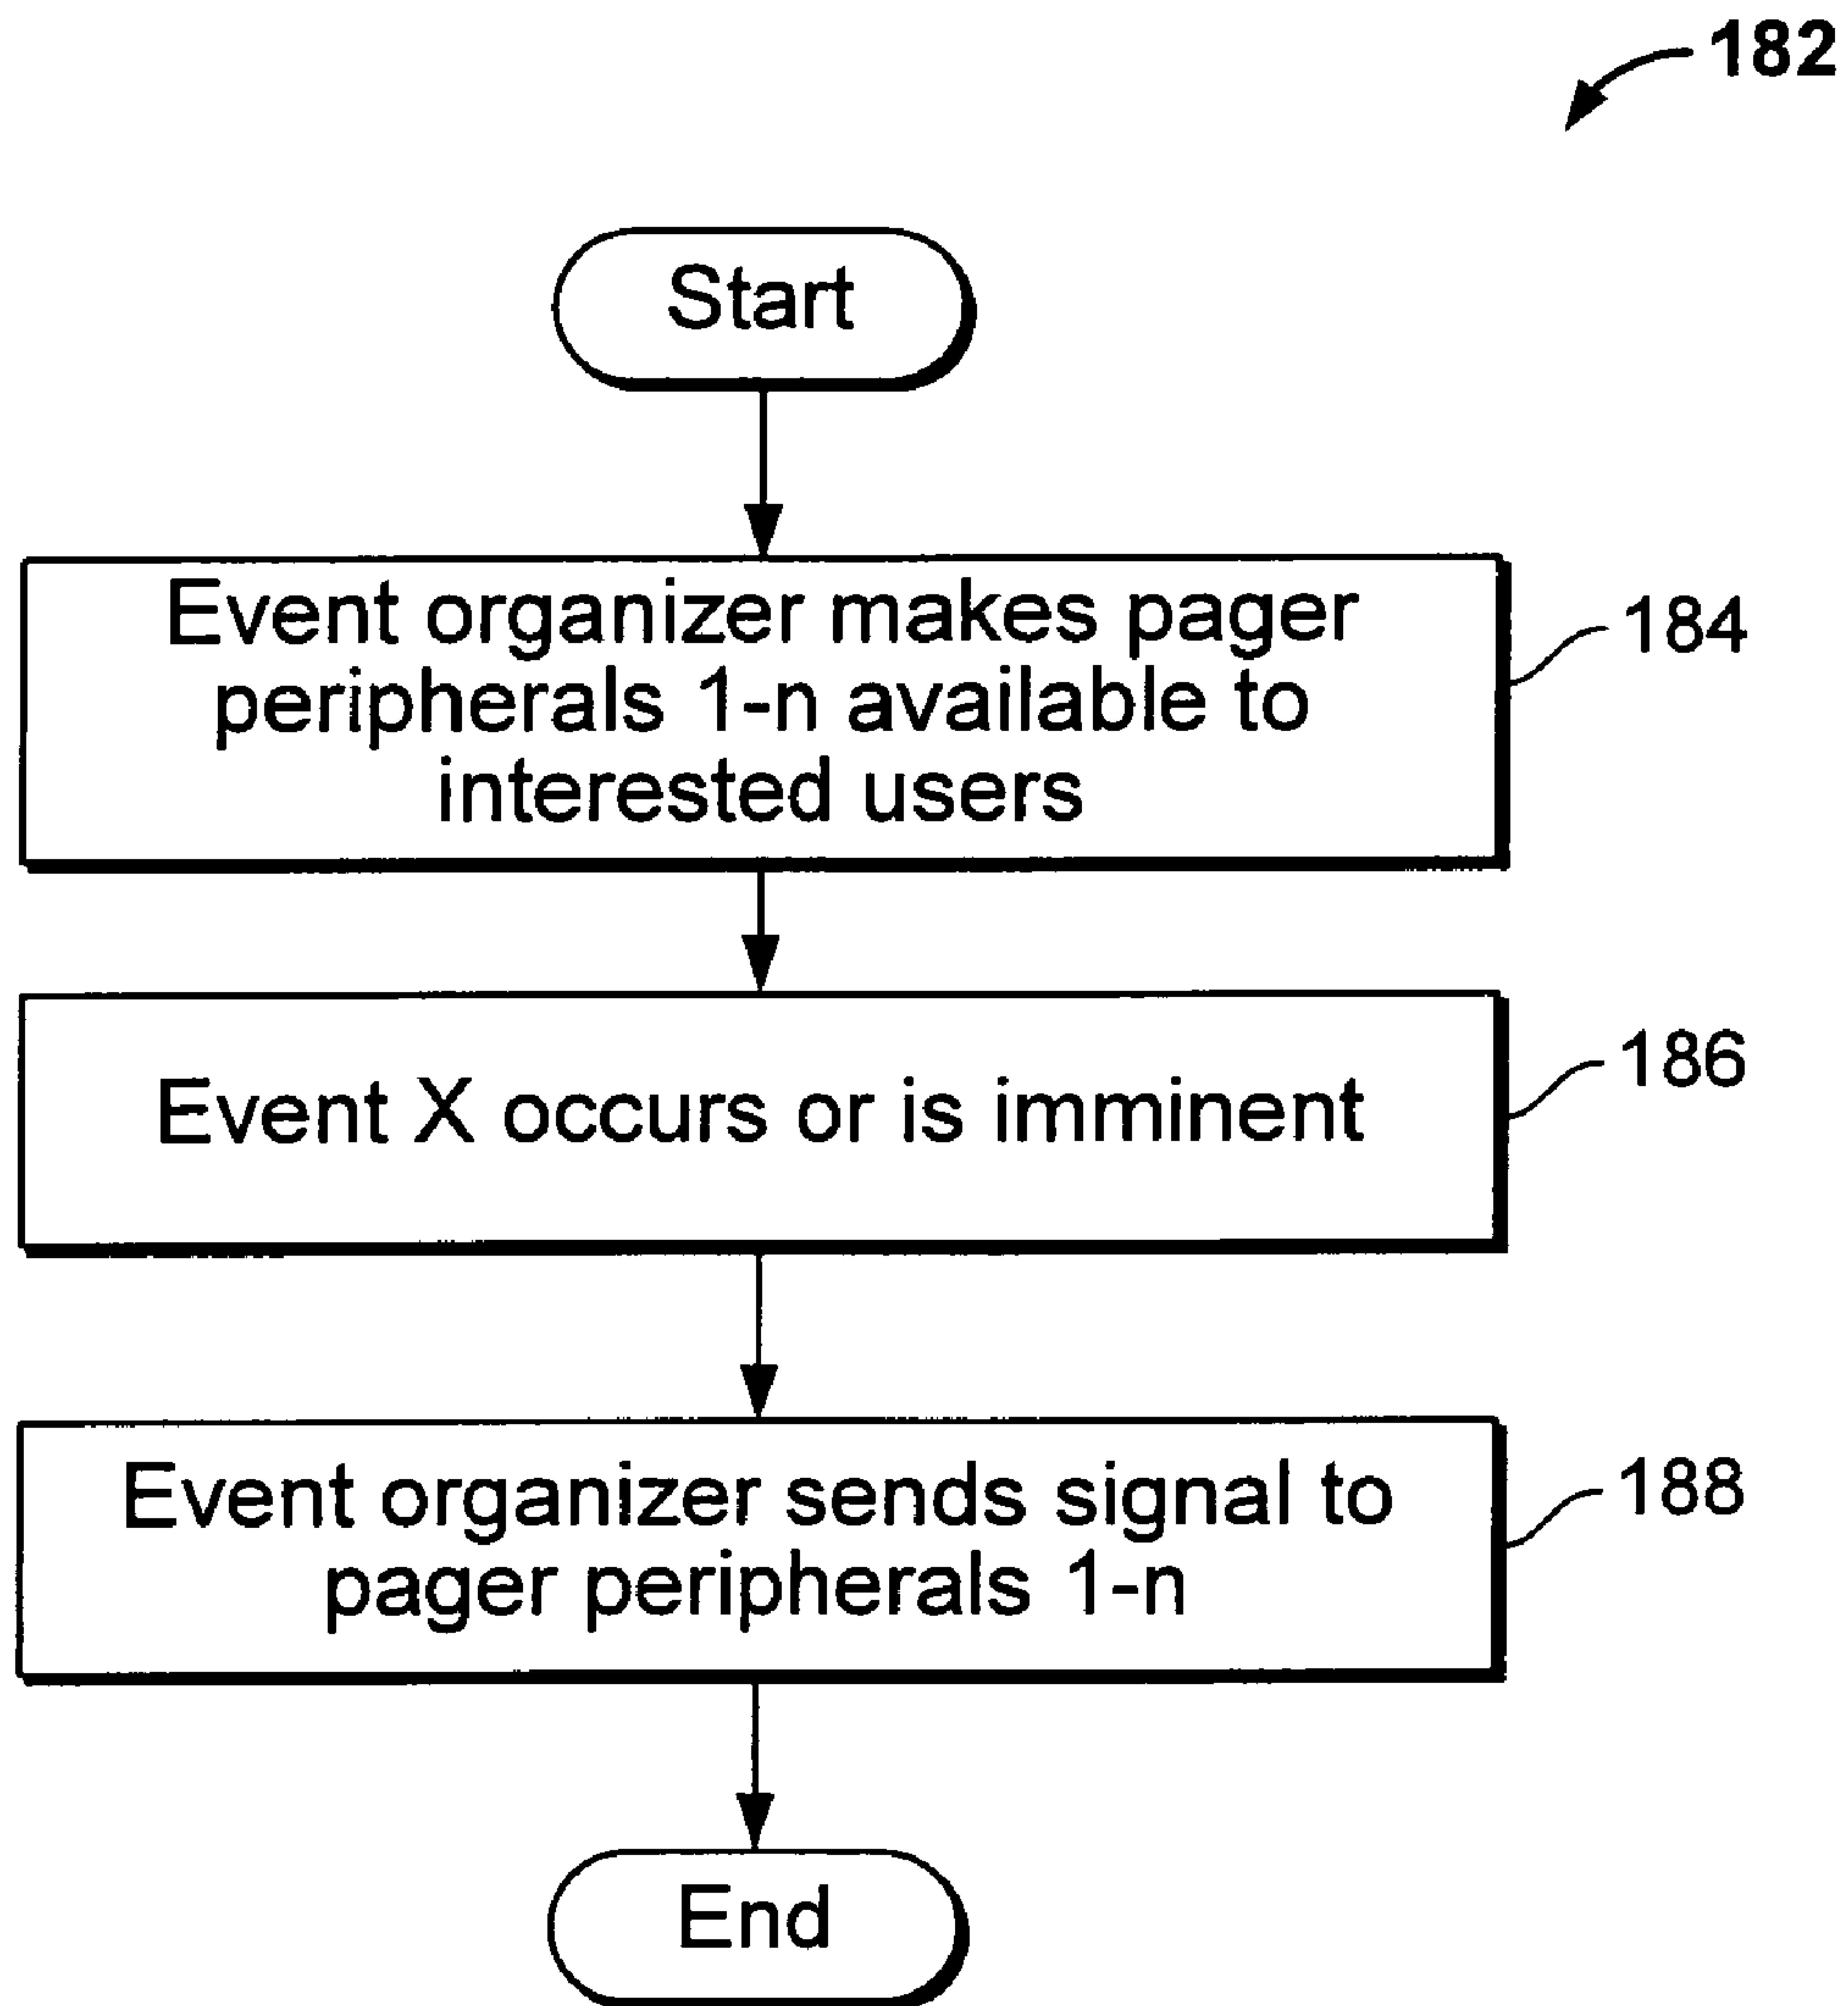 182
Start
Event organizer makes pager
peripherals 1-n available to
interested users
184
Event X occurs or is imminent
186
Event organizer sends signal to
pager peripherals 1-n
188
End